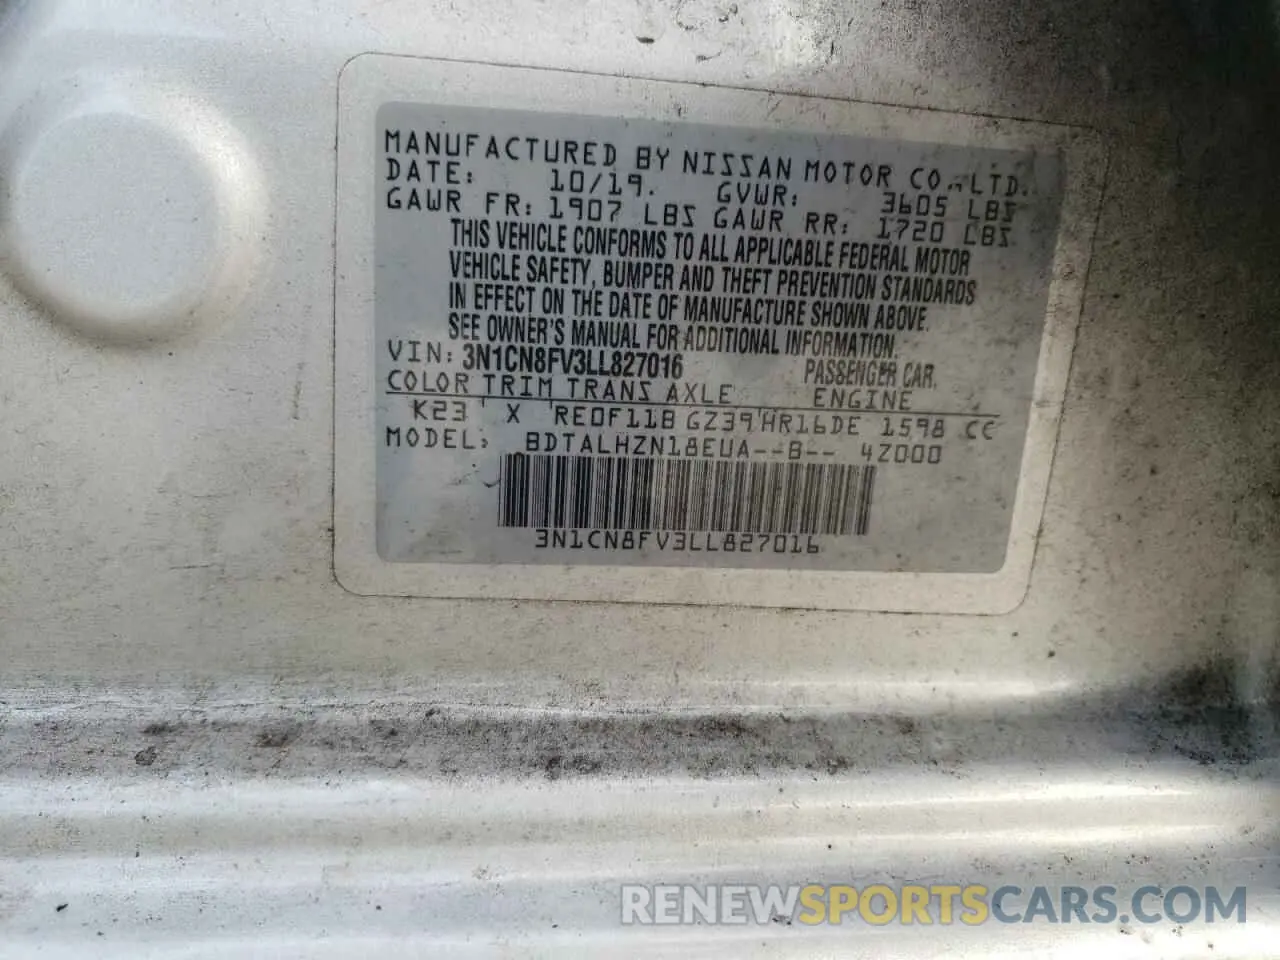 MANUFACTURED BY NISSAN MOTOR CO., LTD.
DATE: 10/19. GVWR: 3605 LBS
GAWR FR: 1907 LBS GAWR RR: 1720 LBS
THIS VEHICLE CONFORMS TO ALL APPLICABLE FEDERAL MOTOR
VEHICLE SAFETY, BUMPER AND THEFT PREVENTION STANDARDS
IN EFFECT ON THE DATE OF MANUFACTURE SHOWN ABOVE.
SEE OWNER'S MANUAL FOR ADDITIONAL INFORMATION.
VIN: 3N1CN8FV3LL827016 PASSENGER CAR.
COLOR TRIM TRANS AXLE ENGINE
K23 X RE0F11B GZ39 HR16DE 1598 CC
MODEL: BDTALHZN18EUA--B-- 4Z000
3N1CN8FV3LL827016
RENEWSPORTSCARS.COM